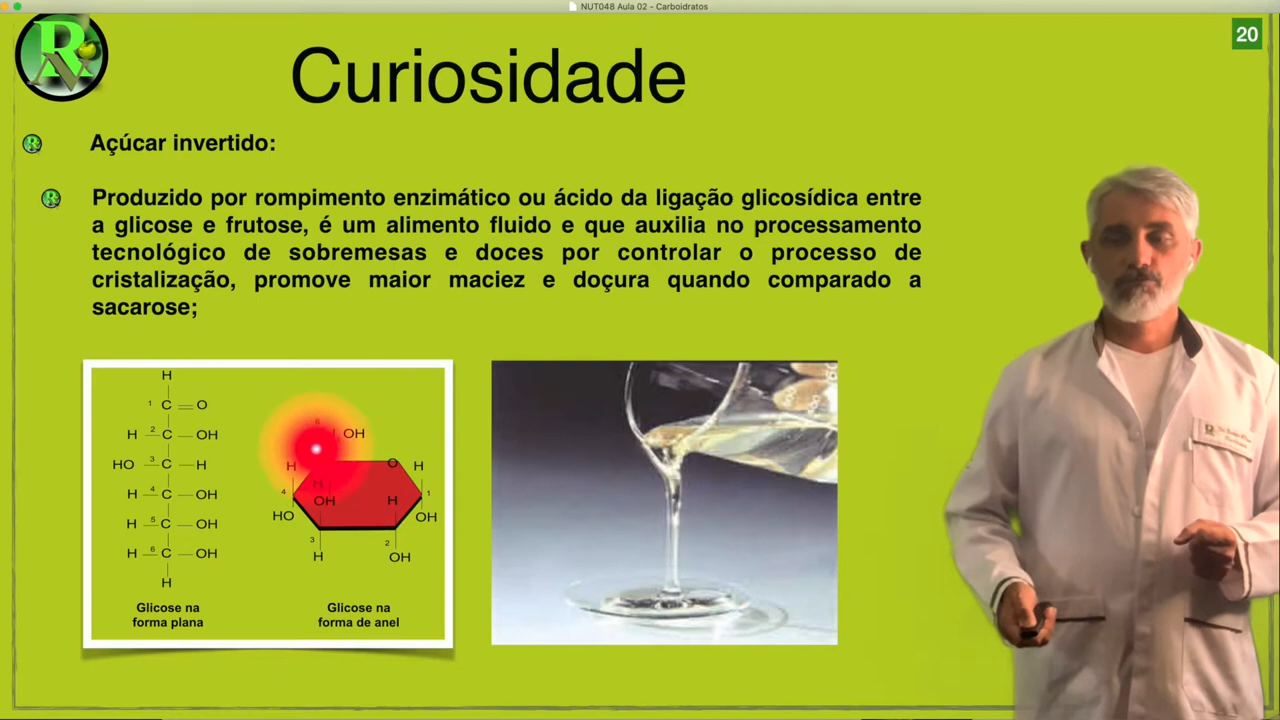 NUT048 Aula 02 - Carboidratos
20
Curiosidade
Açúcar invertido:
Produzido por rompimento enzimático ou ácido da ligação glicosídica entre
a glicose e frutose, é um alimento fluido e que auxilia no processamento
tecnológico de sobremesas e doces por controlar o processo de
cristalização, promove maior maciez e doçura quando comparado a
sacarose;
H
1 C = O
H 2 C OH
HO 3 C H
H 4 C OH
H 5 C OH
H 6 C OH
H
Glicose na
forma plana
6 OH
H O H
H
4 OH H 1
HO OH
3 2
H OH
Glicose na
forma de anel